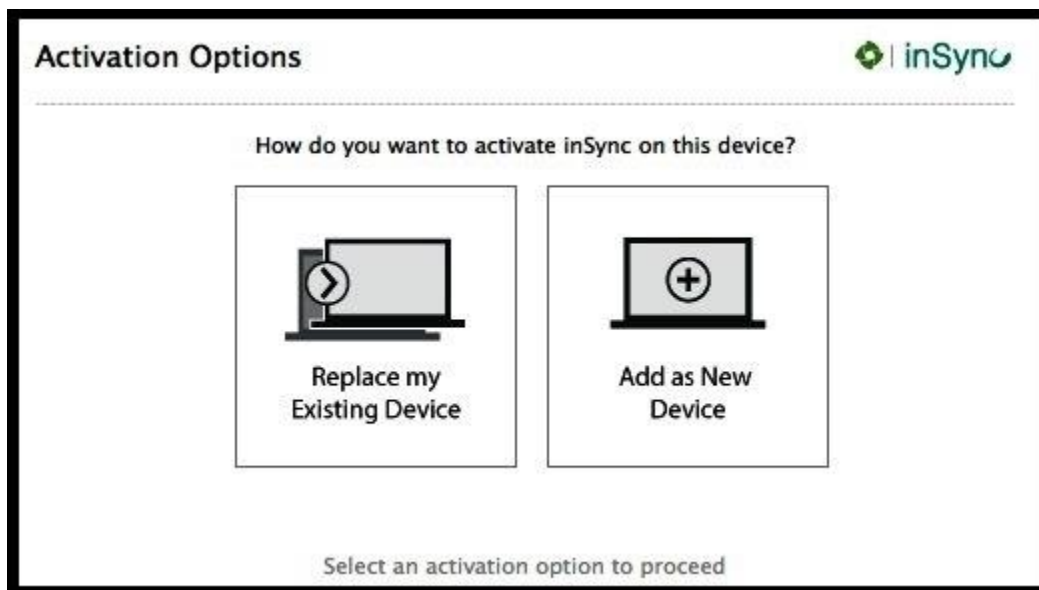 Activation Options
inSync
How do you want to activate inSync on this device?
Replace my
Existing Device
Add as New
Device
Select an activation option to proceed